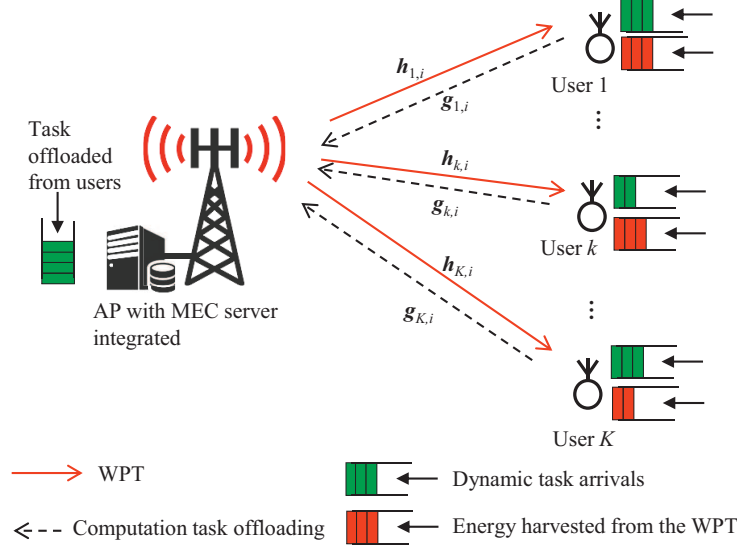 h1,i
g1,i
User 1
Task
offloaded
from users
hk,i
gk,i
User k
AP with MEC server
integrated
hK,i
gK,i
User K
WPT
Dynamic task arrivals
Computation task offloading
Energy harvested from the WPT